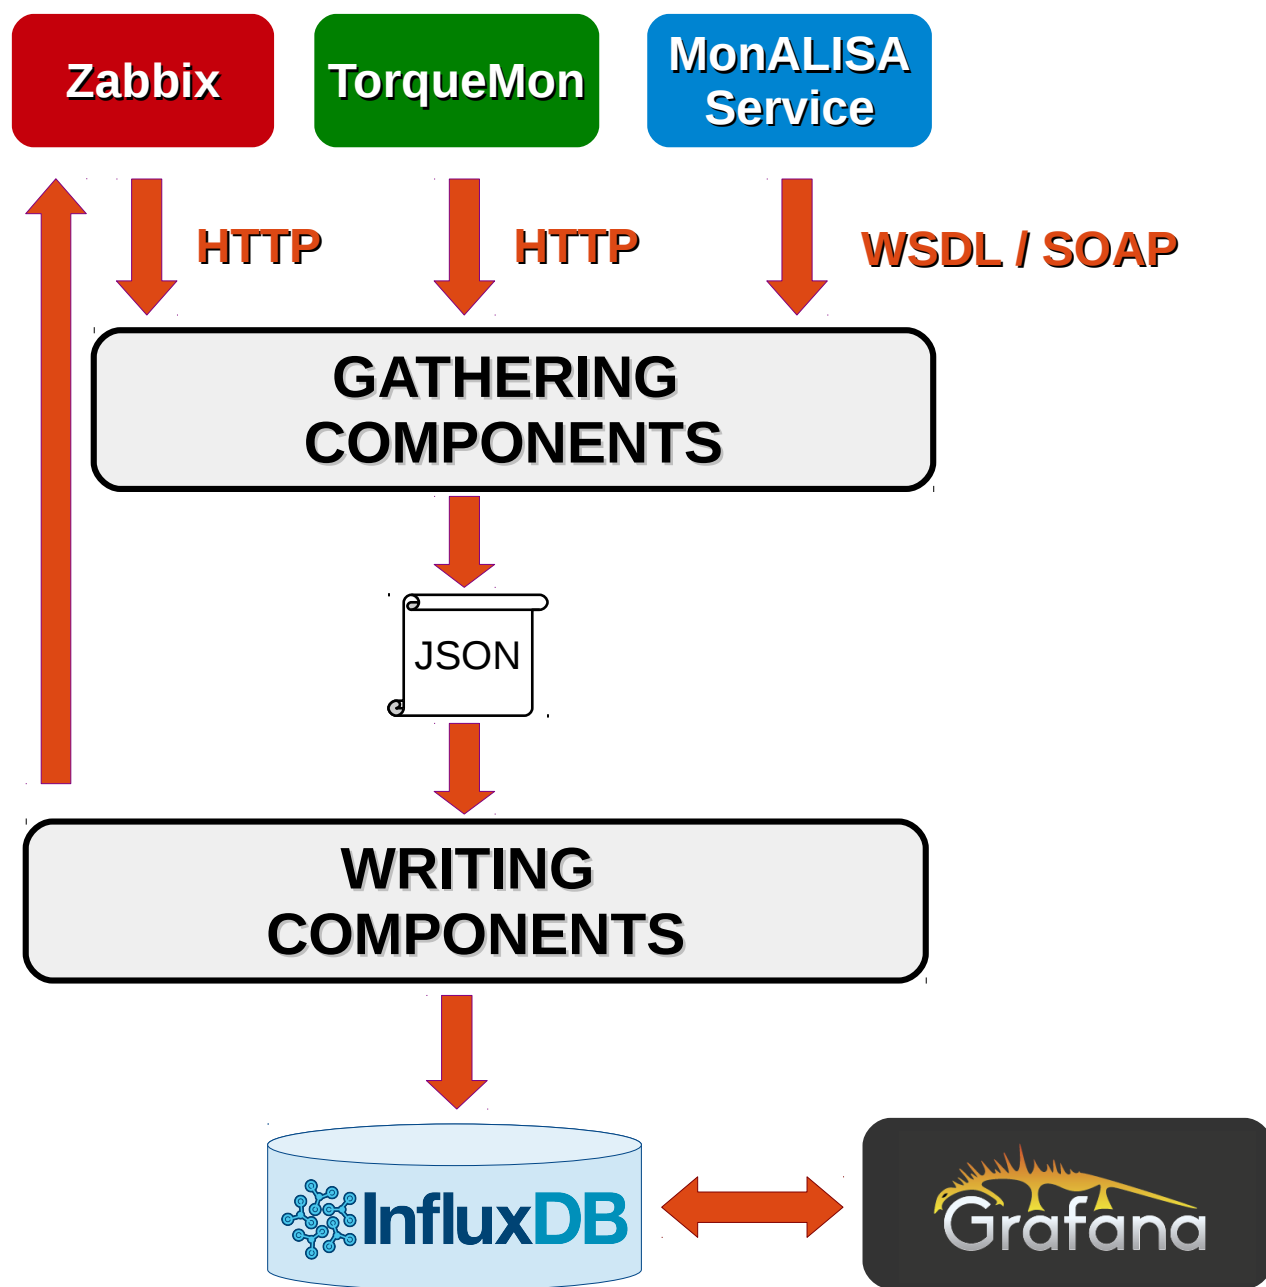 Zabbix
TorqueMon
MonALISA
Service
HTTP
HTTP
WSDL / SOAP
GATHERING
COMPONENTS
JSON
WRITING
COMPONENTS
InfluxDB
Grafana